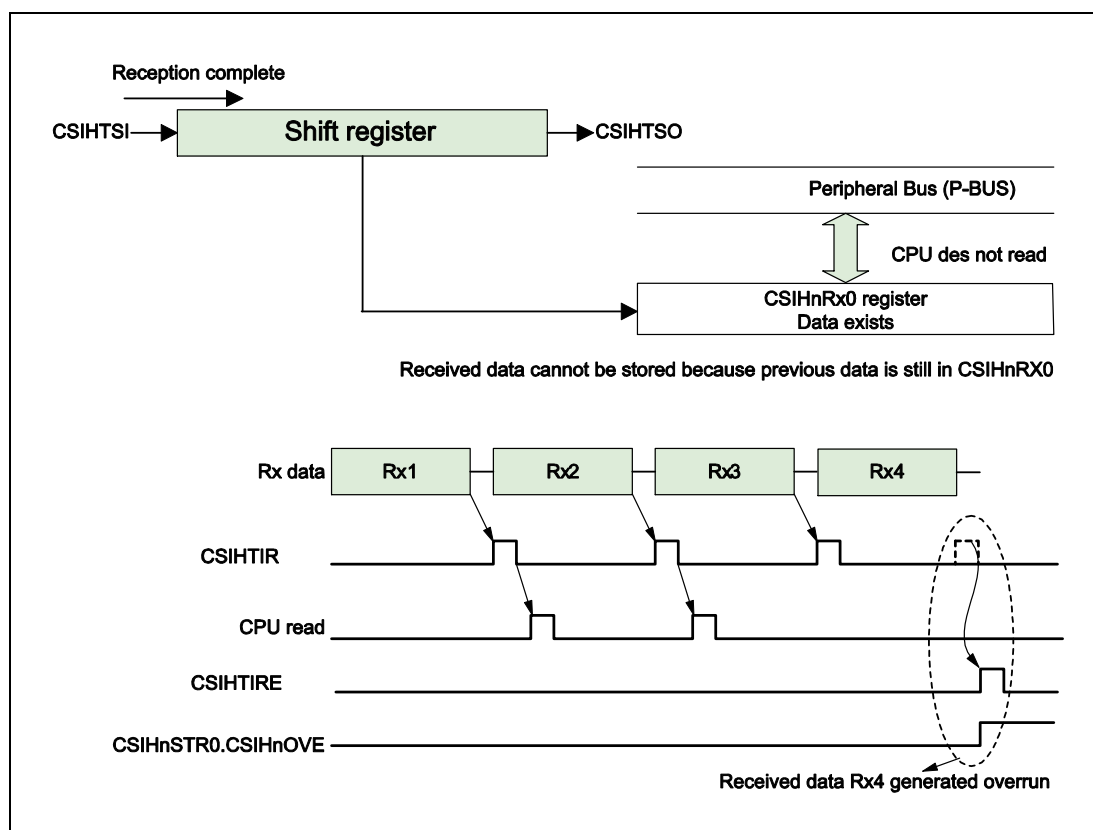 Reception complete
CSIHTSI
Shift register
CSIHTSO
Peripheral Bus (P-BUS)
CPU des not read
CSIHnRx0 register
Data exists
Received data cannot be stored because previous data is still in CSIHnRX0
Rx data
Rx1
Rx2
Rx3
Rx4
CSIHTIR
CPU read
CSIHTIRE
CSIHnSTR0.CSIHnOVE
Received data Rx4 generated overrun